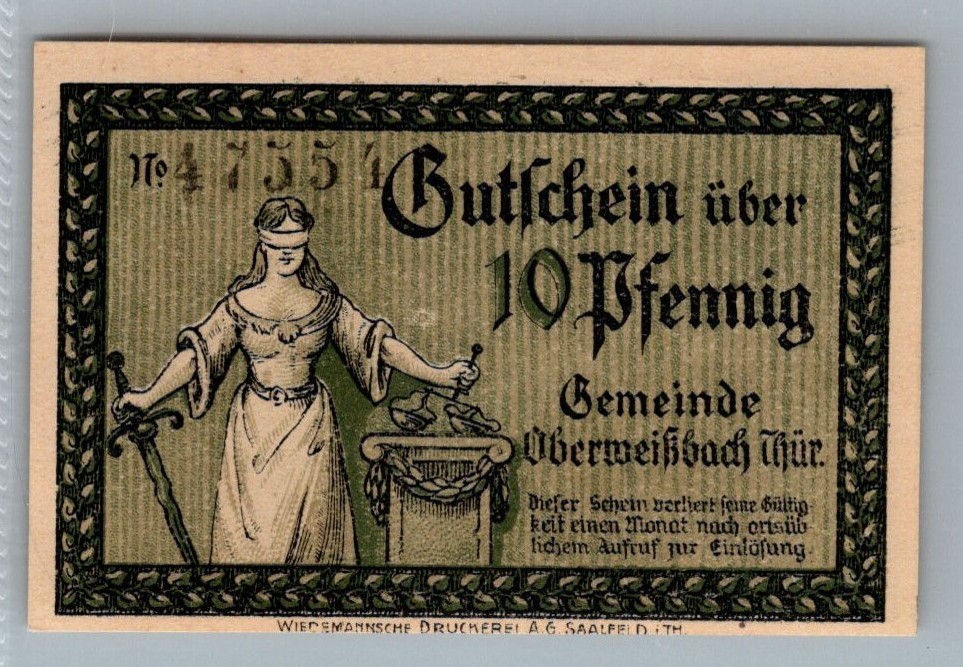 No. 47554
Gutschein über
10 Pfennig
Gemeinde
Oberweißbach Thür.
Dieser Schein verliert seine Gültig-
keit einen Monat nach ortsüb-
lichem Aufruf zur Einlösung.
WIEDEMANNSCHE DRUCKEREI A.G. SAALFELD i.TH.